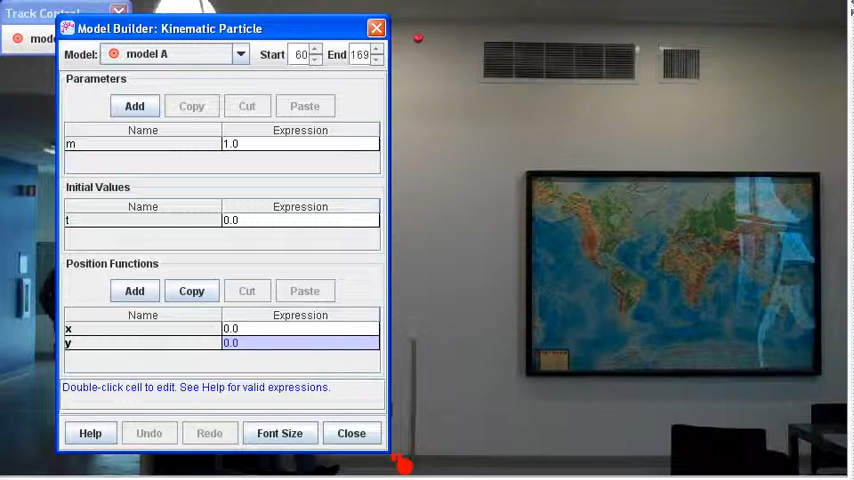 Track Control
mode
Model Builder: Kinematic Particle
Model: model A Start 60 End 169
Parameters
Add Copy Cut Paste
Name Expression
m 1.0
Initial Values
Name Expression
t 0.0
Position Functions
Add Copy Cut Paste
Name Expression
x 0.0
y 0.0
Double-click cell to edit. See Help for valid expressions.
Help Undo Redo Font Size Close